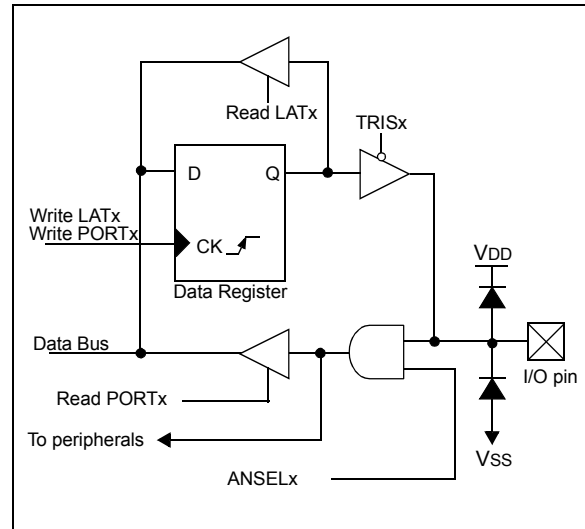 Read LATx
TRISx
D Q
Write LATx
Write PORTx
CK
Data Register
VDD
Data Bus
I/O pin
Read PORTx
To peripherals
VSS
ANSELx